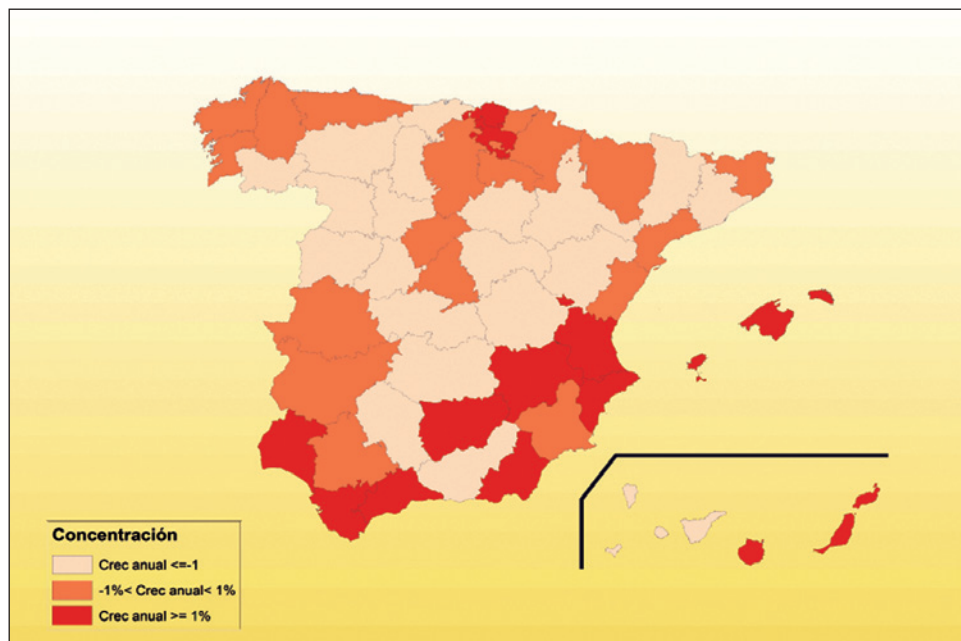 Concentración
Crec anual <=-1
-1%< Crec anual< 1%
Crec anual >= 1%